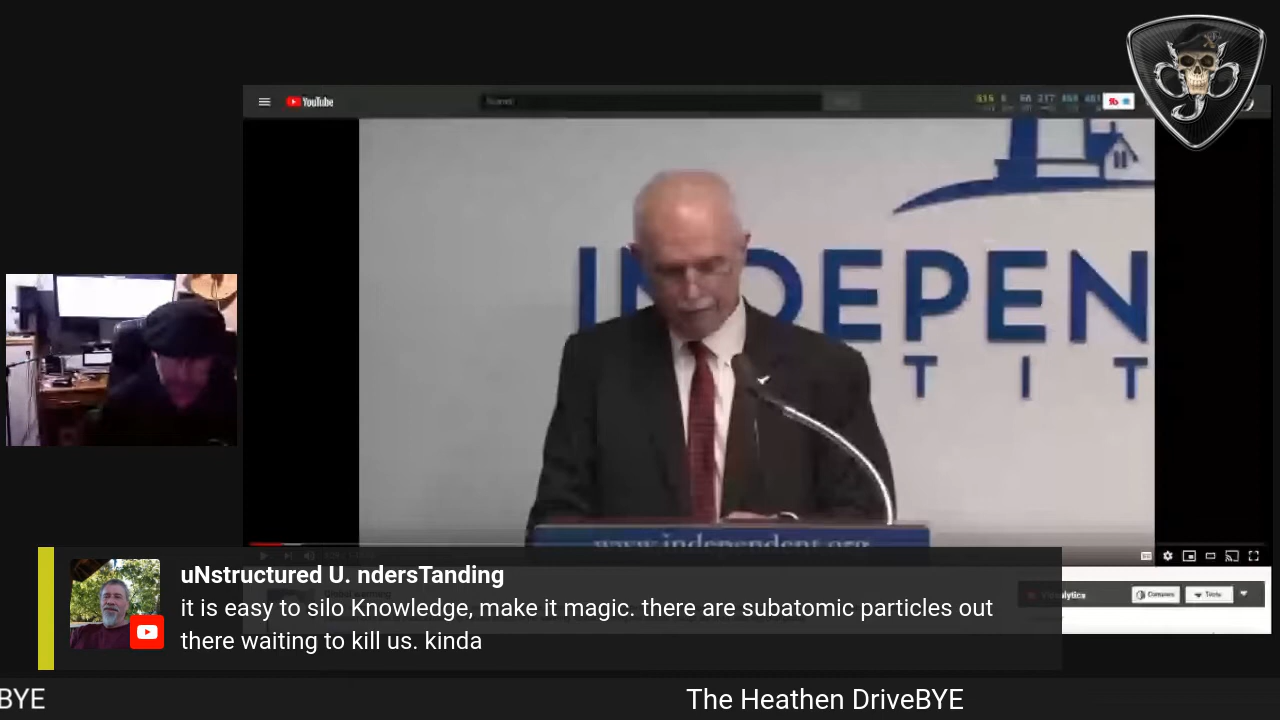 YouTube
INDEPEN
TIT
www.independent.org
uNstructured U. ndersTanding
it is easy to silo Knowledge, make it magic. there are subatomic particles out
there waiting to kill us. kinda
BYE
The Heathen DriveBYE